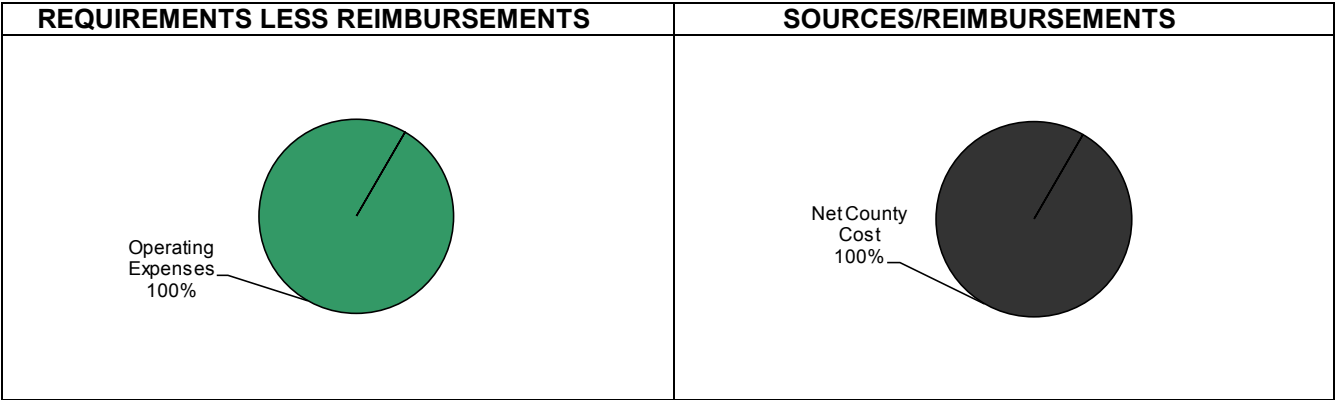 REQUIREMENTS LESS REIMBURSEMENTS
SOURCES/REIMBURSEMENTS
Operating
Expenses
100%
Net County
Cost
100%